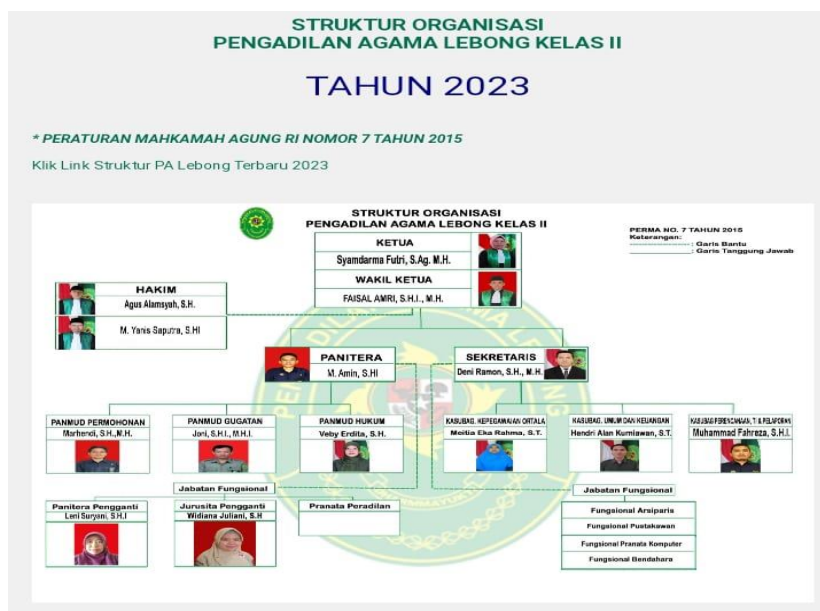 STRUKTUR ORGANISASI
PENGADILAN AGAMA LEBONG KELAS II
TAHUN 2023
* PERATURAN MAHKAMAH AGUNG RI NOMOR 7 TAHUN 2015
Klik Link Struktur PA Lebong Terbaru 2023
STRUKTUR ORGANISASI
PENGADILAN AGAMA LEBONG KELAS II
PERMA NO. 7 TAHUN 2015
Keterangan:
: Garis Bantu
: Garis Tanggung Jawab
KETUA
Syamdarma Futri, S.Ag. M.H.
WAKIL KETUA
FAISAL AMRI, S.H.I., M.H.
HAKIM
Agus Alamsyah, S.H.
M. Yanis Saputra, S.HI
PANITERA
M. Amin, S.HI
SEKRETARIS
Deni Ramon, S.H., M.H.
PANMUD PERMOHONAN
Marhendi, S.H.,M.H.
PANMUD GUGATAN
Joni, S.H.I., M.H.I.
PANMUD HUKUM
Veby Erdita, S.H.
KASUBAG. KEPEGAWAIAN ORTALA
Meitia Eka Rahma, S.T.
KASUBAG. UMUM DAN KEUANGAN
Hendri Alan Kurniawan, S.T.
KASUBAG PERENCANAAN, TI & PELAPORAN
Muhammad Fahreza, S.H.I.
Jabatan Fungsional
Panitera Pengganti
Leni Suryani, S.H.I
Jurusita Pengganti
Widiana Juliani, S.H
Pranata Peradilan
Jabatan Fungsional
Fungsional Arsiparis
Fungsional Pustakawan
Fungsional Pranata Komputer
Fungsional Bendahara